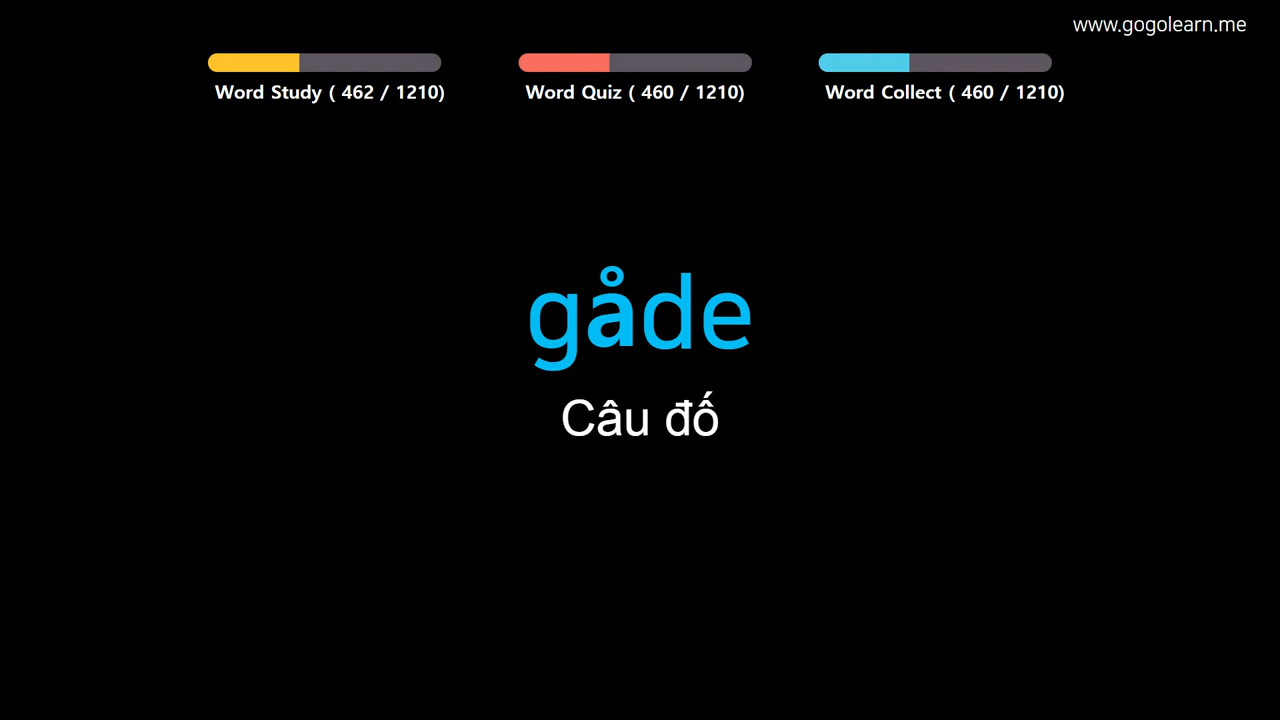 www.gogolearn.me
Word Study ( 462 / 1210)
Word Quiz ( 460 / 1210)
Word Collect ( 460 / 1210)
gåde
Câu đố